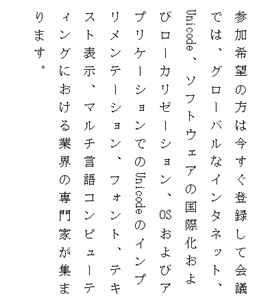 参加希望の方は今すぐ登録して会議
では、グローバルなインタネット、
Unicode、ソフトウェアの国際化およ
びローカリゼーション、OSおよびア
プリケーションでのUnicodeのインプ
リメンテーション、フォント、テキ
スト表示、マルチ言語コンピューテ
ィングにおける業界の専門家が集ま
ります。